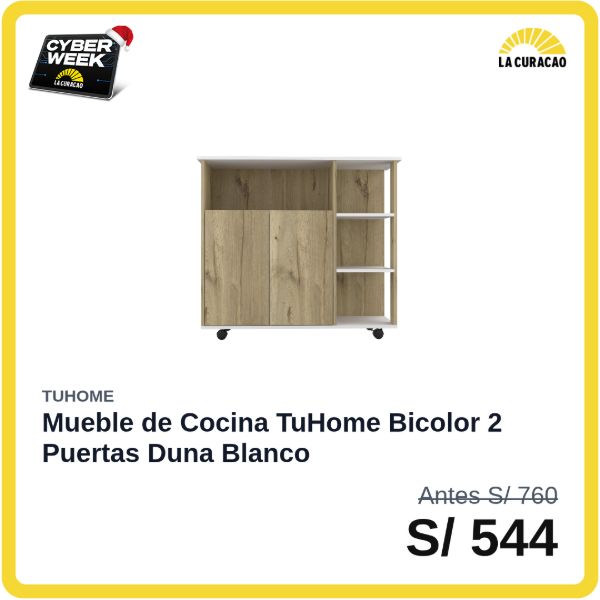 CYBER
WEEK
LA CURACAO
LA CURACAO
TUHOME
Mueble de Cocina TuHome Bicolor 2
Puertas Duna Blanco
Antes S/ 760
S/ 544